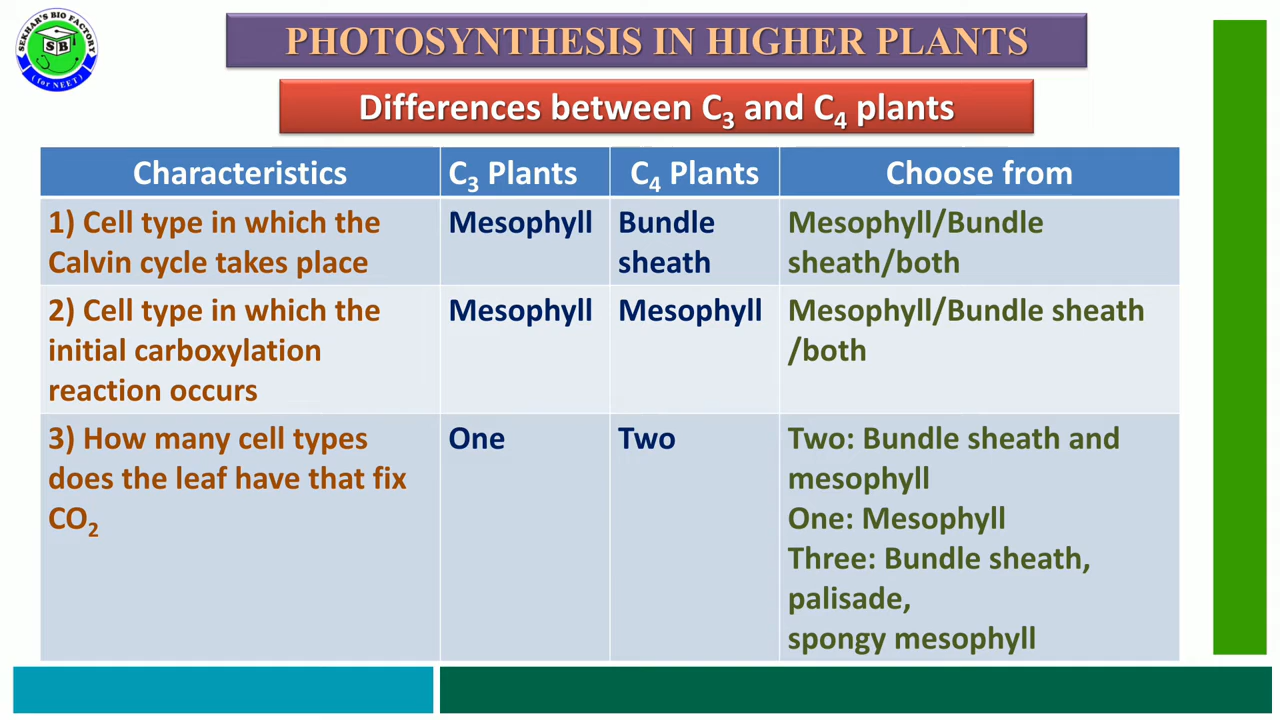 SEKHAR'S BIO FACTORY
SB
(for NEET)
PHOTOSYNTHESIS IN HIGHER PLANTS
Differences between C₃ and C₄ plants
Characteristics
C₃ Plants
C₄ Plants
Choose from
1) Cell type in which the
Calvin cycle takes place
Mesophyll
Bundle
sheath
Mesophyll/Bundle
sheath/both
2) Cell type in which the
initial carboxylation
reaction occurs
Mesophyll
Mesophyll
Mesophyll/Bundle sheath
/both
3) How many cell types
does the leaf have that fix
CO₂
One
Two
Two: Bundle sheath and
mesophyll
One: Mesophyll
Three: Bundle sheath,
palisade,
spongy mesophyll